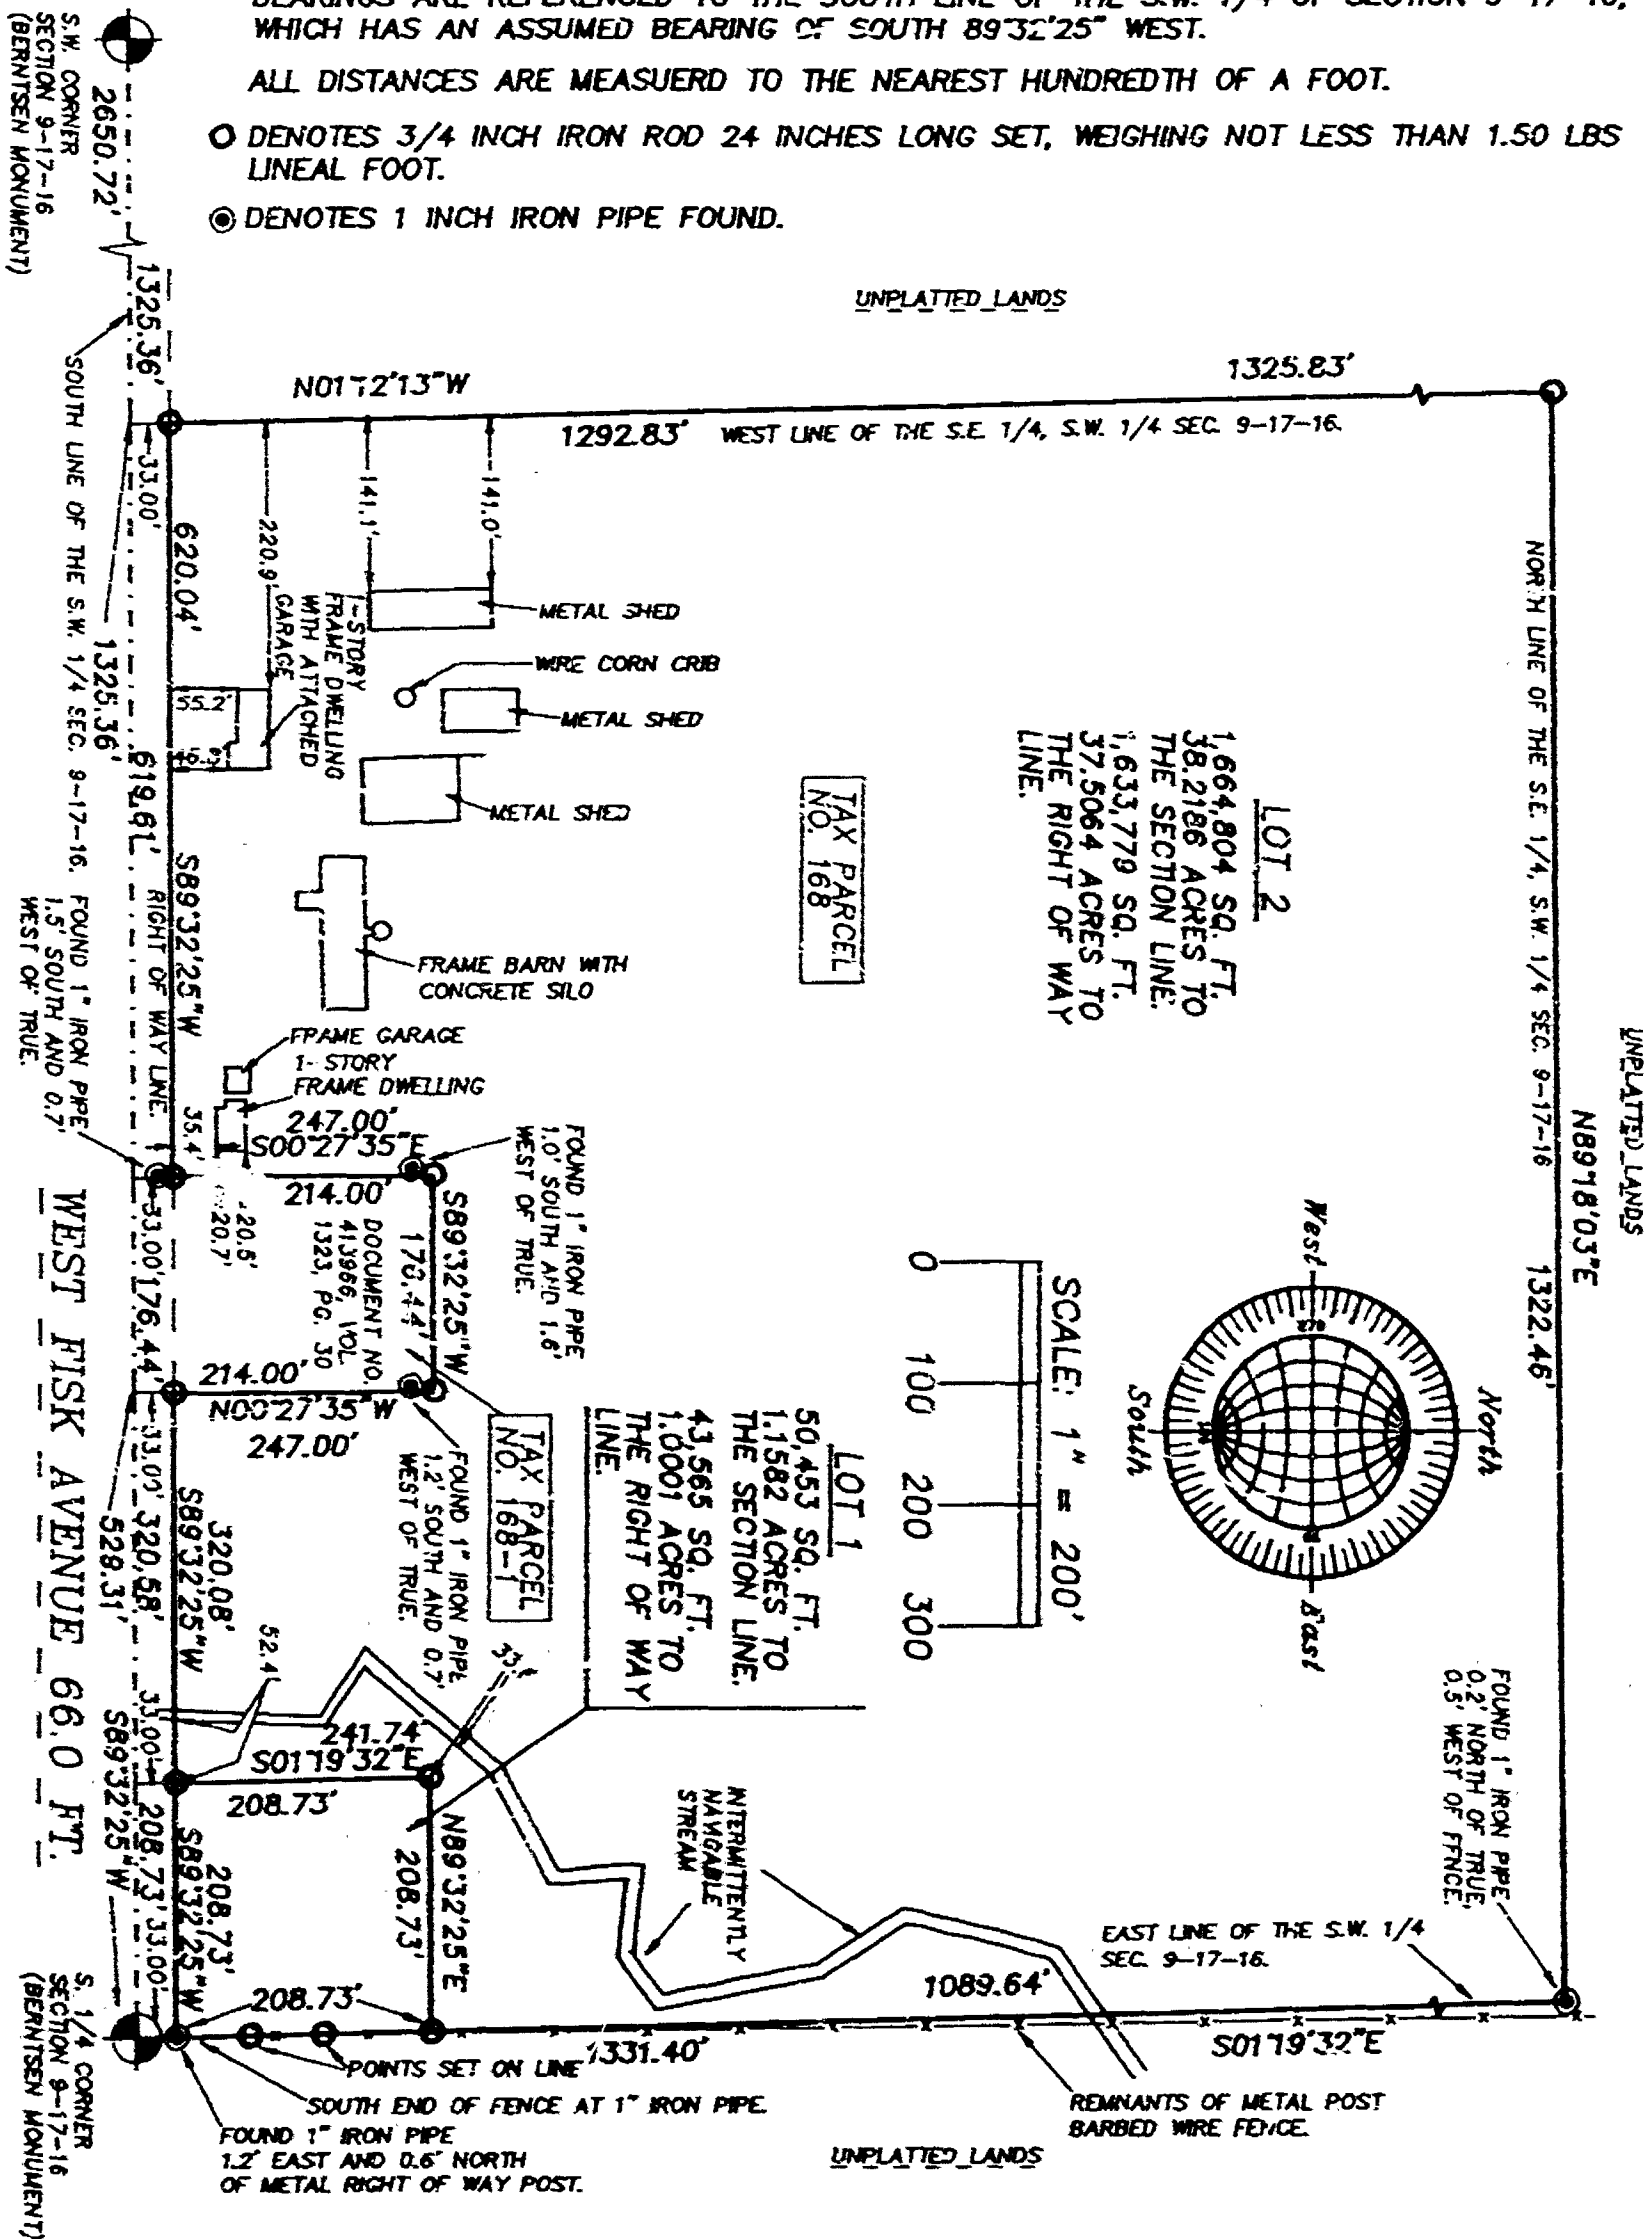 WHICH HAS AN ASSUMED BEARING OF SOUTH 89°32'25" WEST.
ALL DISTANCES ARE MEASUERD TO THE NEAREST HUNDREDTH OF A FOOT.
DENOTES 3/4 INCH IRON ROD 24 INCHES LONG SET, WEIGHING NOT LESS THAN 1.50 LBS
LINEAL FOOT.
DENOTES 1 INCH IRON PIPE FOUND.
S.W. CORNER
SECTION 9-17-16
(BERNTSEN MONUMENT)
2650.72'
1325.36'
UNPLATTED LANDS
N01°12'13"W
1325.83'
1292.83'
WEST LINE OF THE S.E. 1/4, S.W. 1/4 SEC. 9-17-16.
SOUTH LINE OF THE S.W. 1/4 SEC. 9-17-16.
33.00'
1325.36'
620.04'
619.61'
220.9'
141.1'
141.0'
METAL SHED
WIRE CORN CRIB
METAL SHED
METAL SHED
1-STORY
FRAME DWELLING
WITH ATTACHED
GARAGE
55.2'
FRAME BARN WITH
CONCRETE SILO
FRAME GARAGE
1- STORY
FRAME DWELLING
S89°32'25"W
RIGHT OF WAY LINE.
FOUND 1" IRON PIPE
1.5' SOUTH AND 0.7'
WEST OF TRUE.
35.4'
20.5'
20.7'
247.00'
S00°27'35"E
214.00'
FOUND 1" IRON PIPE
1.0' SOUTH AND 1.6'
WEST OF TRUE.
S89°32'25"W
176.44'
DOCUMENT NO.
413966, VOL
1323, PG. 30
33.00'
176.44'
214.00'
N00°27'35"W
247.00'
TAX PARCEL
NO. 168-1
FOUND 1" IRON PIPE
1.2' SOUTH AND 0.7'
WEST OF TRUE.
LOT 2
1,664,804 SQ. FT.
38.2186 ACRES TO
THE SECTION LINE.
1,633,779 SQ. FT.
37.5064 ACRES TO
THE RIGHT OF WAY
LINE.
TAX PARCEL
NO. 168
NORTH LINE OF THE S.E. 1/4, S.W. 1/4 SEC. 9-17-16
UNPLATTED LANDS
N89°18'03"E
1322.46'
North
South
East
West
270
SCALE: 1" = 200'
0 100 200 300
LOT 1
50,453 SQ. FT.
1.1582 ACRES TO
THE SECTION LINE.
43,565 SQ. FT.
1.0001 ACRES TO
THE RIGHT OF WAY
LINE.
33.00'
320.08'
S89°32'25"W
320.58'
528.31'
S89°32'25"W
52.4'
33.00'
241.74'
S01°19'32"E
208.73'
N89°32'25"E
208.73'
208.73'
S89°32'25"W
208.73'
33.00'
WEST FISK AVENUE 66.0 FT.
INTERMITTENTLY
NAVIGABLE
STREAM
FOUND 1" IRON PIPE
0.2' NORTH OF TRUE,
0.5' WEST OF FENCE.
EAST LINE OF THE S.W. 1/4
SEC. 9-17-16.
1089.64'
208.73'
1331.40'
S01°19'32"E
POINTS SET ON LINE
SOUTH END OF FENCE AT 1" IRON PIPE.
FOUND 1" IRON PIPE
1.2' EAST AND 0.6' NORTH
OF METAL RIGHT OF WAY POST.
REMNANTS OF METAL POST
BARBED WIRE FENCE.
UNPLATTED LANDS
S. 1/4 CORNER
SECTION 9-17-16
(BERNTSEN MONUMENT)